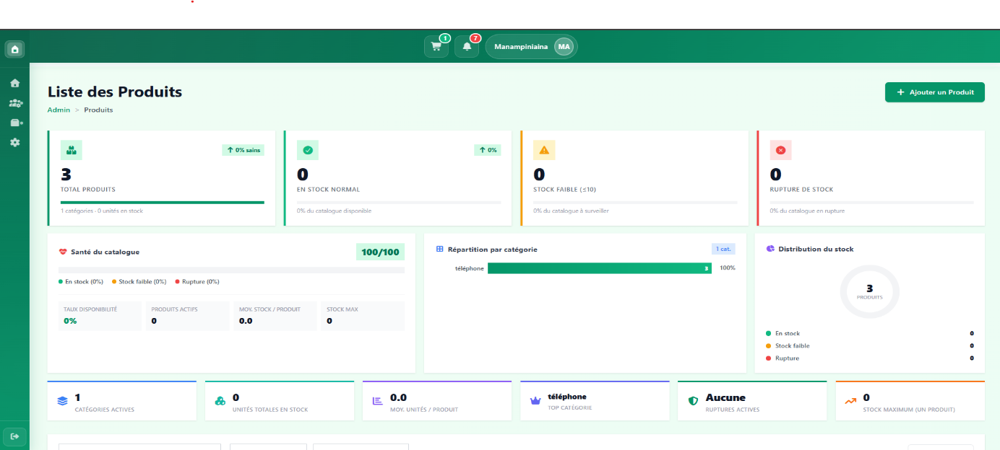 1
7
Manampiniaina
MA
Liste des Produits
Ajouter un Produit
Admin > Produits
0% sains
3
TOTAL PRODUITS
1 catégories · 0 unités en stock
0%
0
EN STOCK NORMAL
0% du catalogue disponible
0
STOCK FAIBLE (≤10)
0% du catalogue à surveiller
0
RUPTURE DE STOCK
0% du catalogue en rupture
Santé du catalogue
100/100
En stock (0%) Stock faible (0%) Rupture (0%)
TAUX DISPONIBILITÉ
0%
PRODUITS ACTIFS
0
MOY. STOCK / PRODUIT
0.0
STOCK MAX
0
Répartition par catégorie
1 cat.
téléphone 3 100%
Distribution du stock
3
PRODUITS
En stock 0
Stock faible 0
Rupture 0
1
CATÉGORIES ACTIVES
0
UNITÉS TOTALES EN STOCK
0.0
MOY. UNITÉS / PRODUIT
téléphone
TOP CATÉGORIE
Aucune
RUPTURES ACTIVES
0
STOCK MAXIMUM (UN PRODUIT)